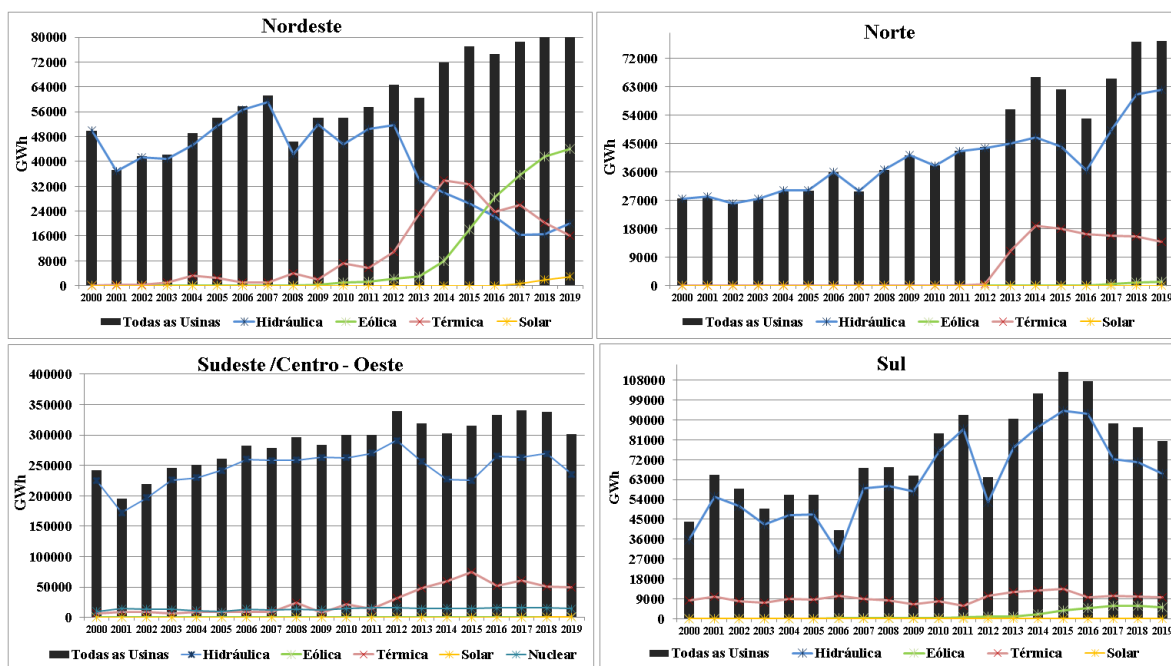 Nordeste
80000
72000
64000
56000
48000
40000
32000
24000
16000
8000
0
GWh
2000 2001 2002 2003 2004 2005 2006 2007 2008 2009 2010 2011 2012 2013 2014 2015 2016 2017 2018 2019
Todas as Usinas Hidráulica Eólica Térmica Solar
Norte
72000
63000
54000
45000
36000
27000
18000
9000
0
GWh
2000 2001 2002 2003 2004 2005 2006 2007 2008 2009 2010 2011 2012 2013 2014 2015 2016 2017 2018 2019
Todas as Usinas Hidráulica Eólica Térmica Solar
Sudeste /Centro - Oeste
400000
350000
300000
250000
200000
150000
100000
50000
0
GWh
2000 2001 2002 2003 2004 2005 2006 2007 2008 2009 2010 2011 2012 2013 2014 2015 2016 2017 2018 2019
Todas as Usinas Hidráulica Eólica Térmica Solar Nuclear
Sul
108000
99000
90000
81000
72000
63000
54000
45000
36000
27000
18000
9000
0
GWh
2000 2001 2002 2003 2004 2005 2006 2007 2008 2009 2010 2011 2012 2013 2014 2015 2016 2017 2018 2019
Todas as Usinas Hidráulica Eólica Térmica Solar